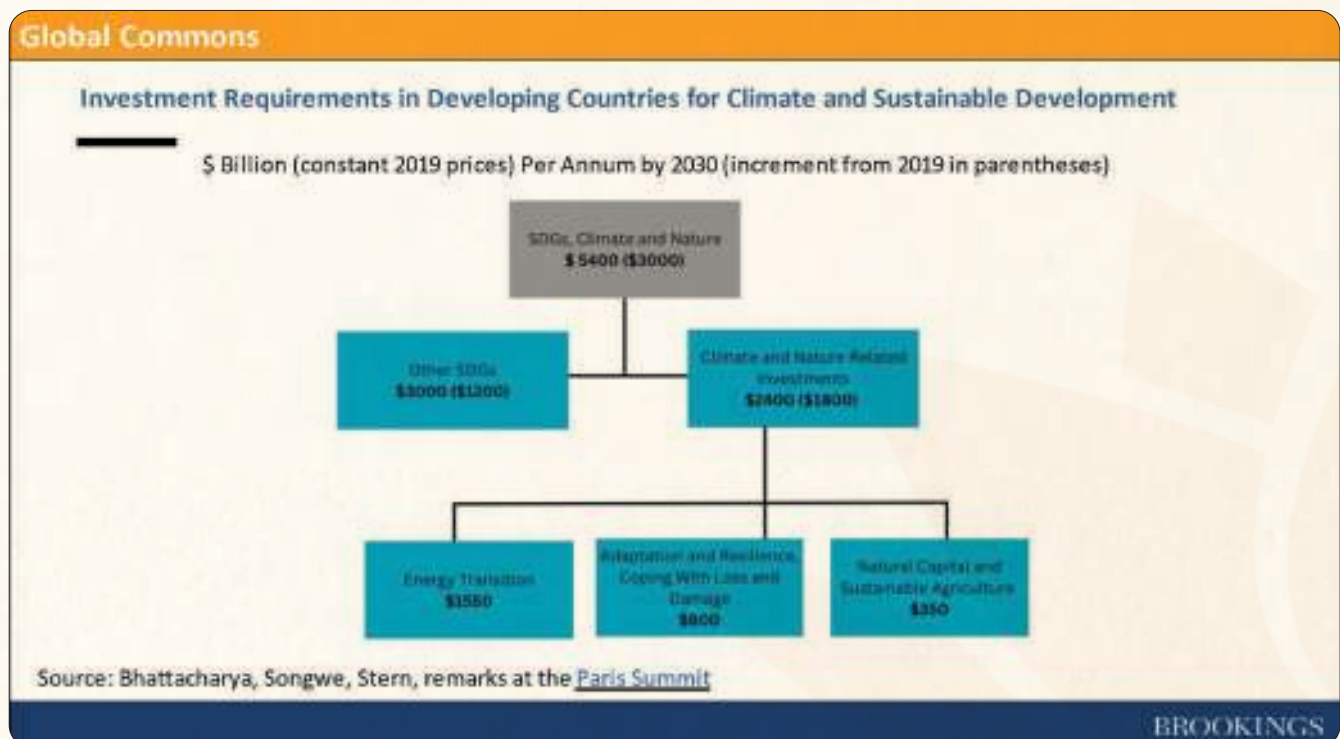 Global Commons
Investment Requirements in Developing Countries for Climate and Sustainable Development
$ Billion (constant 2019 prices) Per Annum by 2030 (increment from 2019 in parentheses)
SDGs, Climate and Nature
$ 5400 ($3000)
Other SDGs
$3000 ($1200)
Climate and Nature Related
Investments
$2400 ($1800)
Energy Transition
$1550
Adaptation and Resilience,
Coping With Loss and
Damage
Natural Capital and
Sustainable Agriculture
$350
Source: Bhattacharya, Songwe, Stern, remarks at the Paris Summit
BROOKINGS